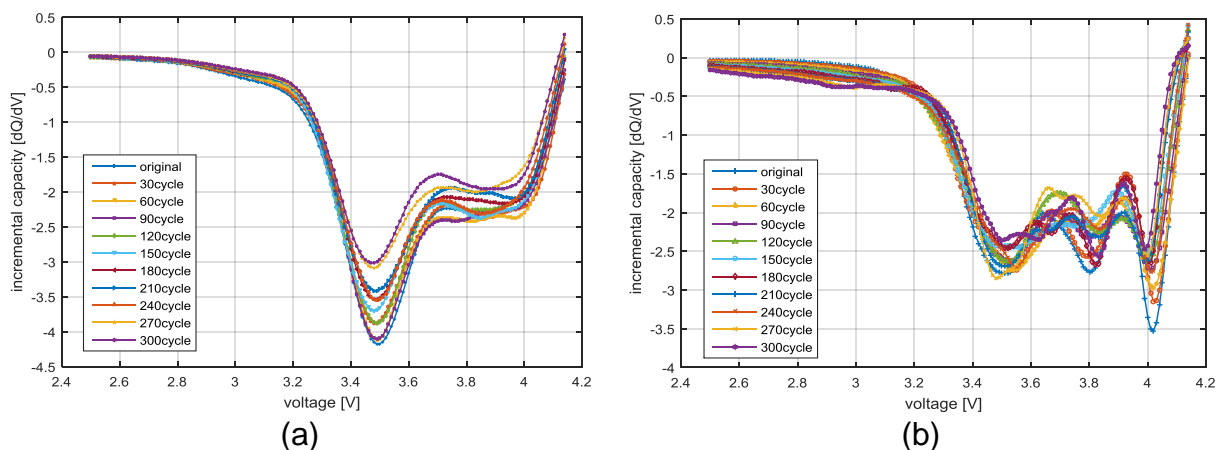 0.5
0
-0.5
-1
-1.5
-2
-2.5
-3
-3.5
-4
-4.5
incremental capacity [dQ/dV]
original
30cycle
60cycle
90cycle
120cycle
150cycle
180cycle
210cycle
240cycle
270cycle
300cycle
2.4 2.6 2.8 3 3.2 3.4 3.6 3.8 4 4.2
voltage [V]
(a)
0.5
0
-0.5
-1
-1.5
-2
-2.5
-3
-3.5
-4
incremental capacity [dQ/dV]
original
30cycle
60cycle
90cycle
120cycle
150cycle
180cycle
210cycle
240cycle
270cycle
300cycle
2.4 2.6 2.8 3 3.2 3.4 3.6 3.8 4 4.2
voltage [V]
(b)